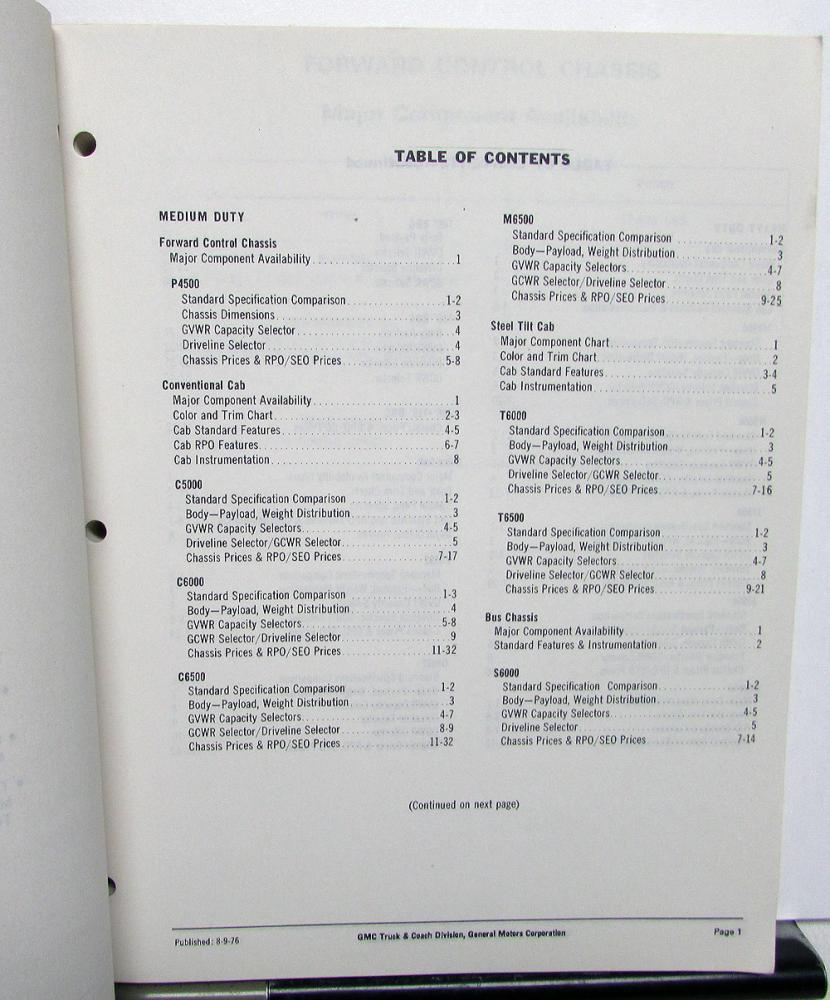 TABLE OF CONTENTS
MEDIUM DUTY
Forward Control Chassis
Major Component Availability 1
P4500
Standard Specification Comparison 1-2
Chassis Dimensions 3
GVWR Capacity Selector 4
Driveline Selector 4
Chassis Prices & RPO/SEO Prices 5-8
Conventional Cab
Major Component Availability 1
Color and Trim Chart 2-3
Cab Standard Features 4-5
Cab RPO Features 6-7
Cab Instrumentation 8
C5000
Standard Specification Comparison 1-2
Body—Payload, Weight Distribution 3
GVWR Capacity Selectors 4-5
Driveline Selector/GCWR Selector 5
Chassis Prices & RPO/SEO Prices 7-17
C6000
Standard Specification Comparison 1-3
Body—Payload, Weight Distribution 4
GVWR Capacity Selectors 5-8
GCWR Selector/Driveline Selector 9
Chassis Prices & RPO/SEO Prices 11-32
C6500
Standard Specification Comparison 1-2
Body—Payload, Weight Distribution 3
GVWR Capacity Selectors 4-7
GCWR Selector/Driveline Selector 8-9
Chassis Prices & RPO/SEO Prices 11-32
M6500
Standard Specification Comparison 1-2
Body—Payload, Weight Distribution 3
GVWR Capacity Selectors 4-7
GCWR Selector/Driveline Selector 8
Chassis Prices & RPO/SEO Prices 9-25
Steel Tilt Cab
Major Component Chart 1
Color and Trim Chart 2
Cab Standard Features 3-4
Cab Instrumentation 5
T6000
Standard Specification Comparison 1-2
Body—Payload, Weight Distribution 3
GVWR Capacity Selectors 4-5
Driveline Selector/GCWR Selector 5
Chassis Prices & RPO/SEO Prices 7-16
T6500
Standard Specification Comparison 1-2
Body—Payload, Weight Distribution 3
GVWR Capacity Selectors 4-7
Driveline Selector/GCWR Selector 8
Chassis Prices & RPO/SEO Prices 9-21
Bus Chassis
Major Component Availability 1
Standard Features & Instrumentation 2
S6000
Standard Specification Comparison 1-2
Body—Payload, Weight Distribution 3
GVWR Capacity Selectors 4-5
Driveline Selector 5
Chassis Prices & RPO/SEO Prices 7-14
(Continued on next page)
Published: 8-9-76 GMC Truck & Coach Division, General Motors Corporation Page 1